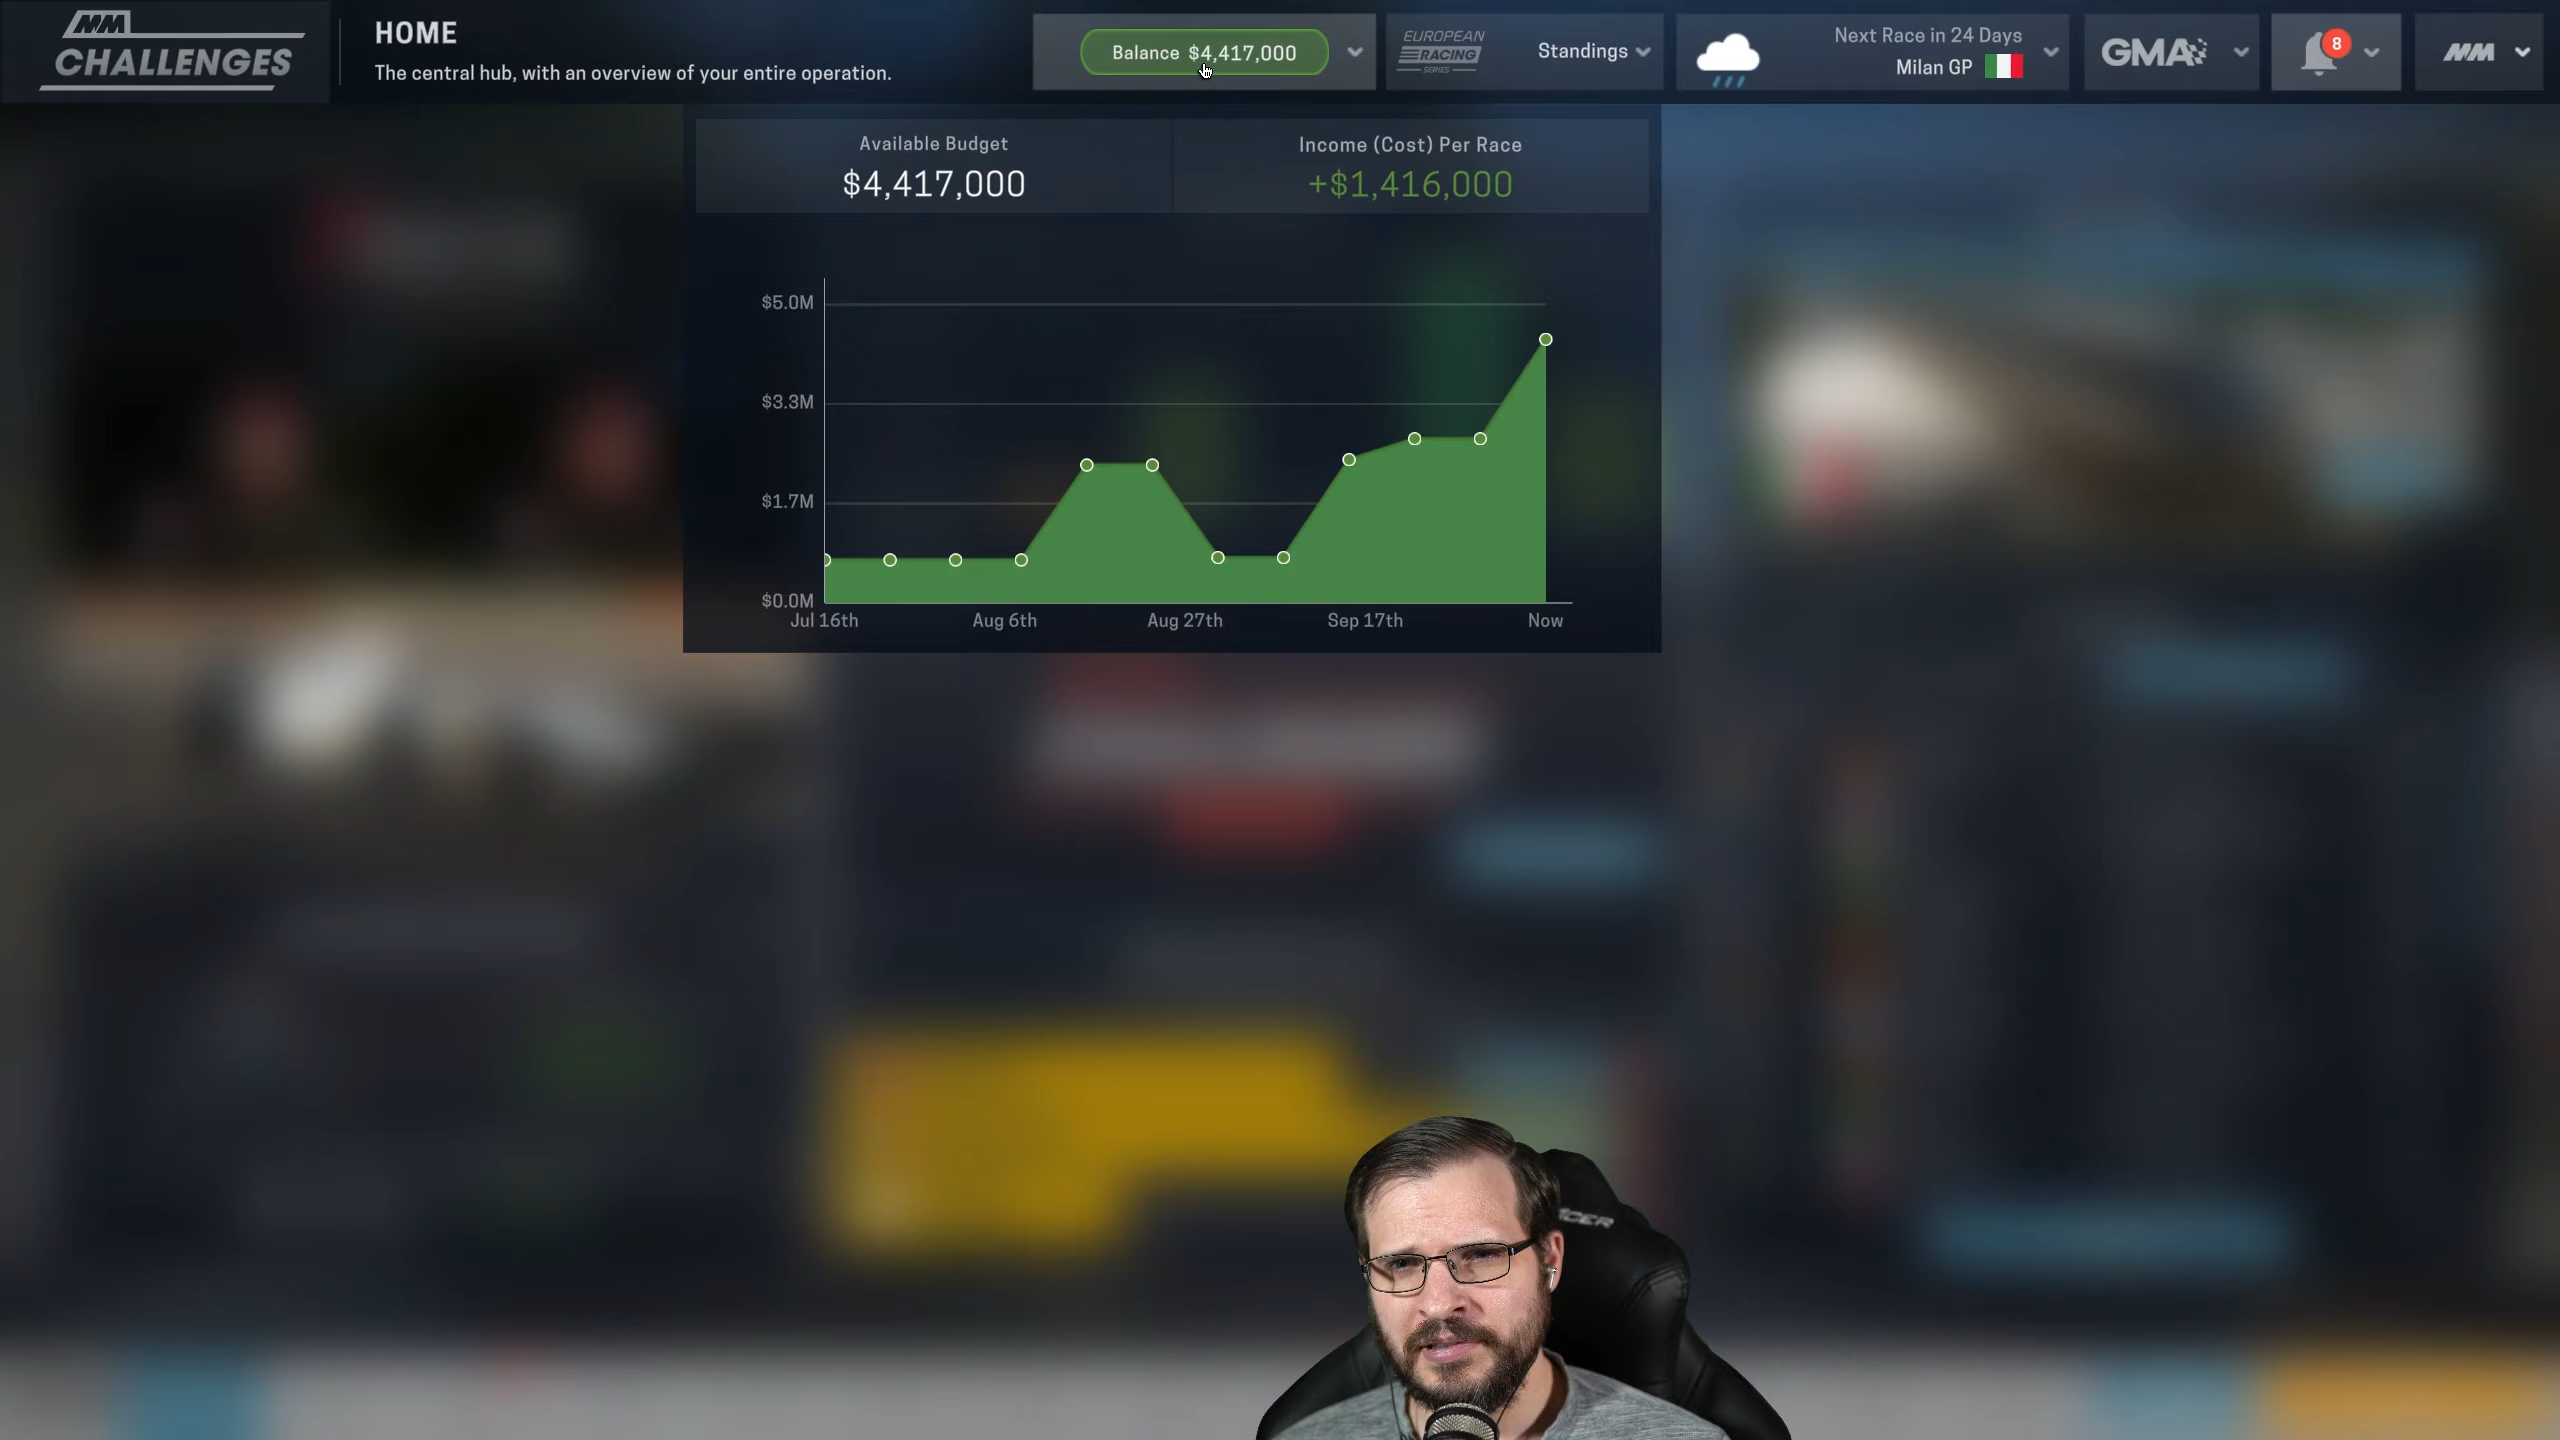 MM
CHALLENGES
HOME
The central hub, with an overview of your entire operation.
Balance $4,417,000
EUROPEAN
RACING
SERIES
Standings
Next Race in 24 Days
Milan GP
GMA
8
MM
Available Budget
$4,417,000
Income (Cost) Per Race
+$1,416,000
$5.0M
$3.3M
$1.7M
$0.0M
Jul 16th
Aug 6th
Aug 27th
Sep 17th
Now